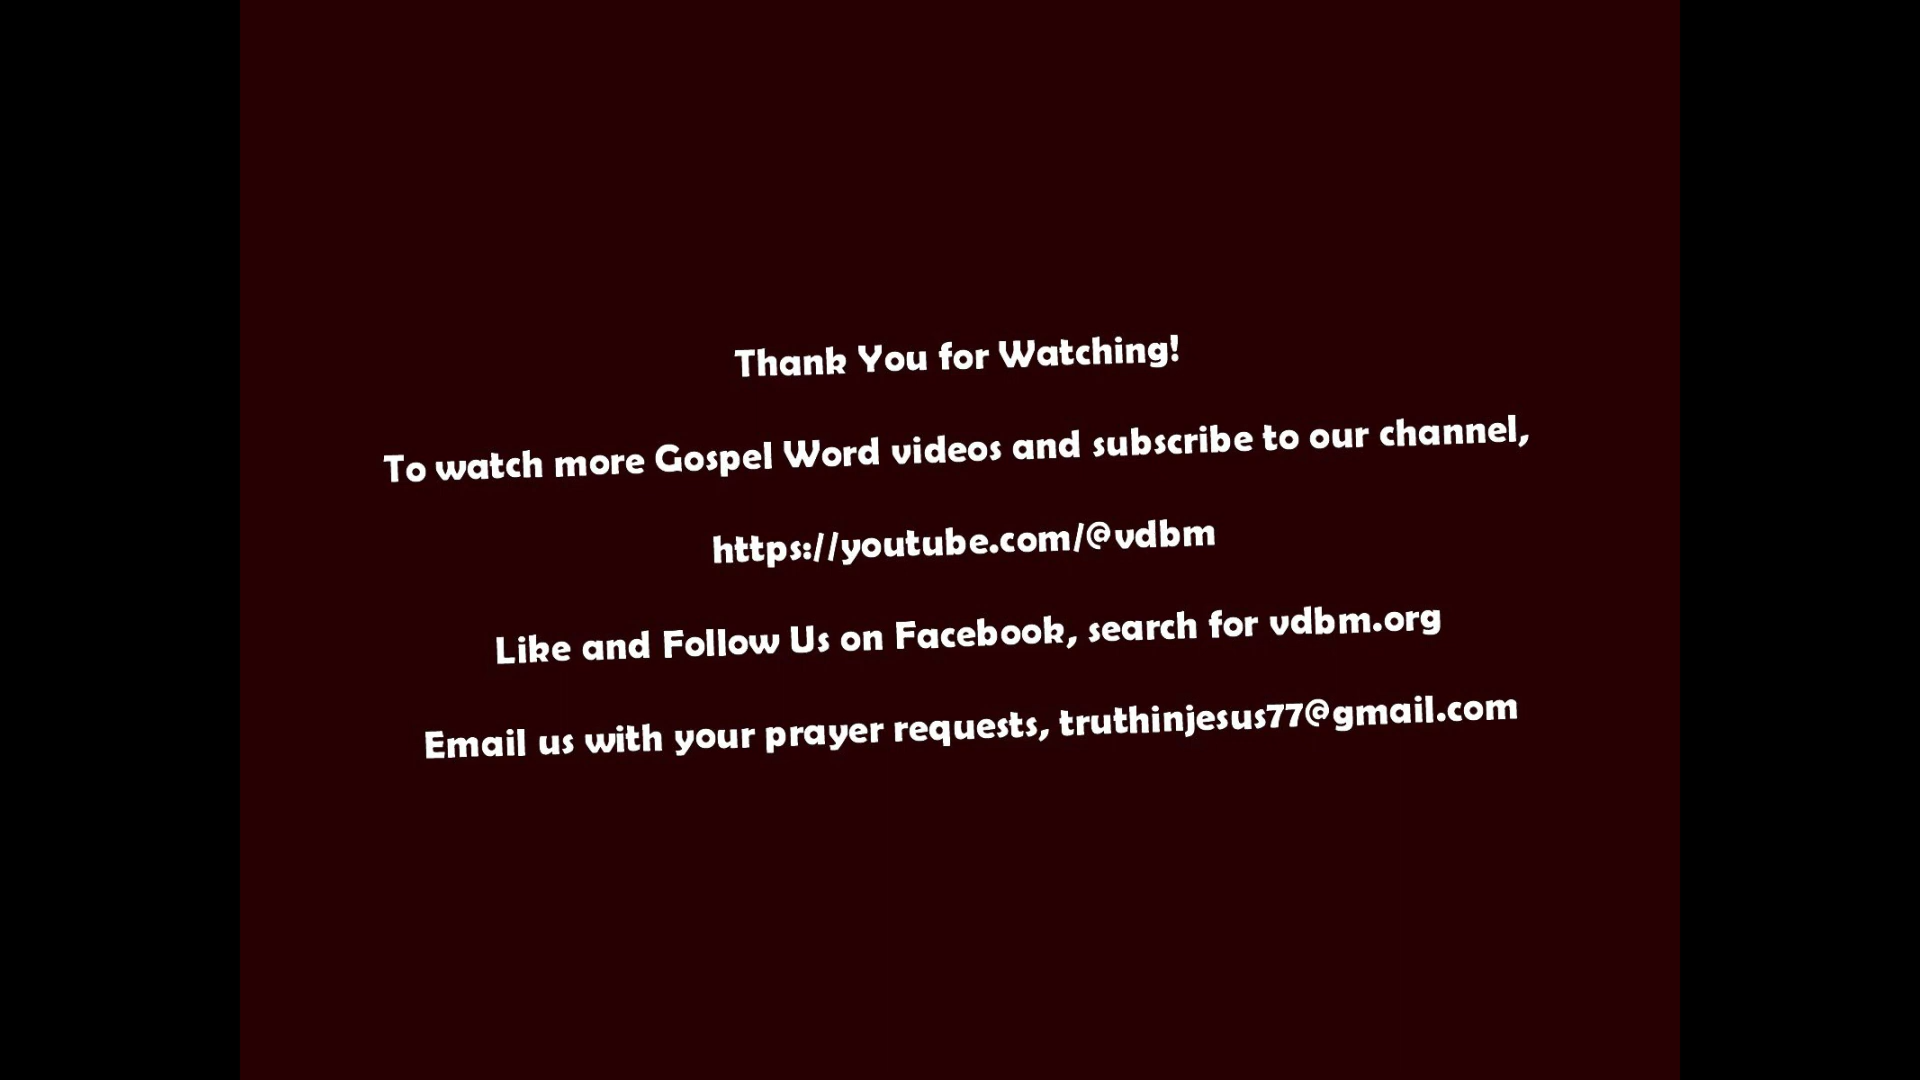 Thank You for Watching!
To watch more Gospel Word videos and subscribe to our channel,
https://youtube.com/@vdbm
Like and Follow Us on Facebook, search for vdbm.org
Email us with your prayer requests, truthinjesus77@gmail.com